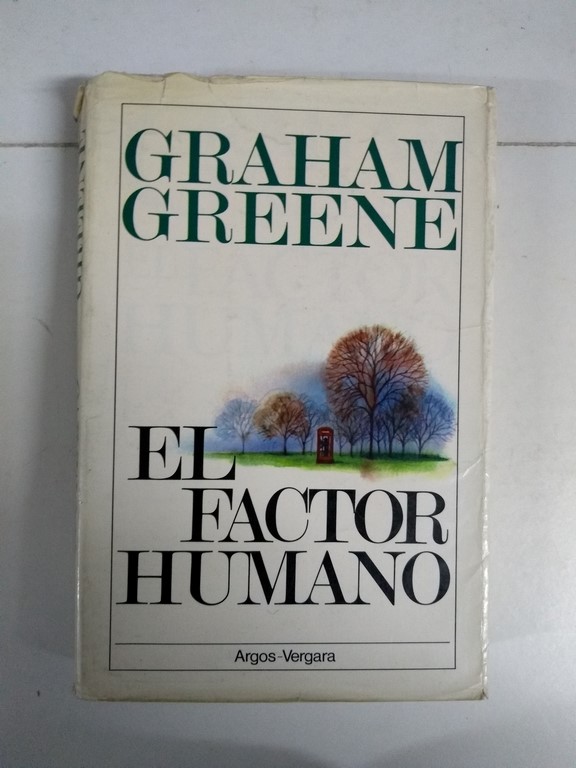 GRAHAM
GREENE
EL
FACTOR
HUMANO
Argos-Vergara